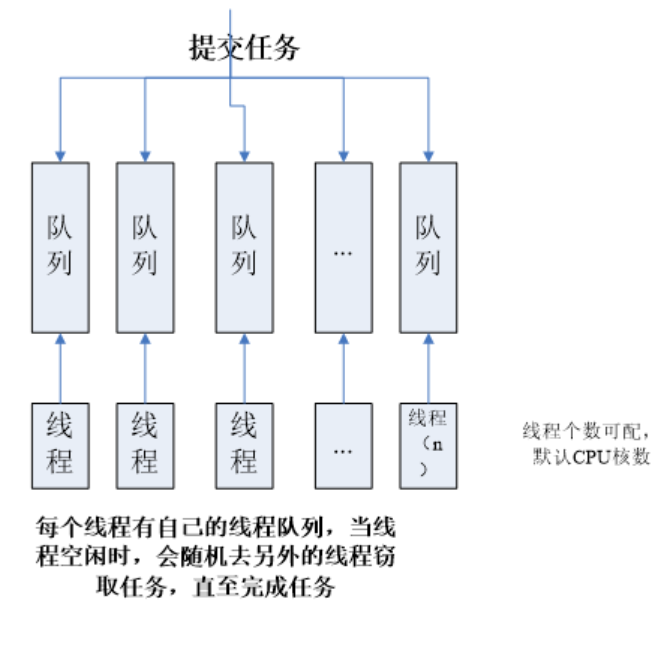 提交任务
队列
队列
队列
...
队列
线程
线程
线程
...
线程
（n
）
线程个数可配，
默认CPU核数
每个线程有自己的线程队列，当线
程空闲时，会随机去另外的线程窃
取任务，直至完成任务